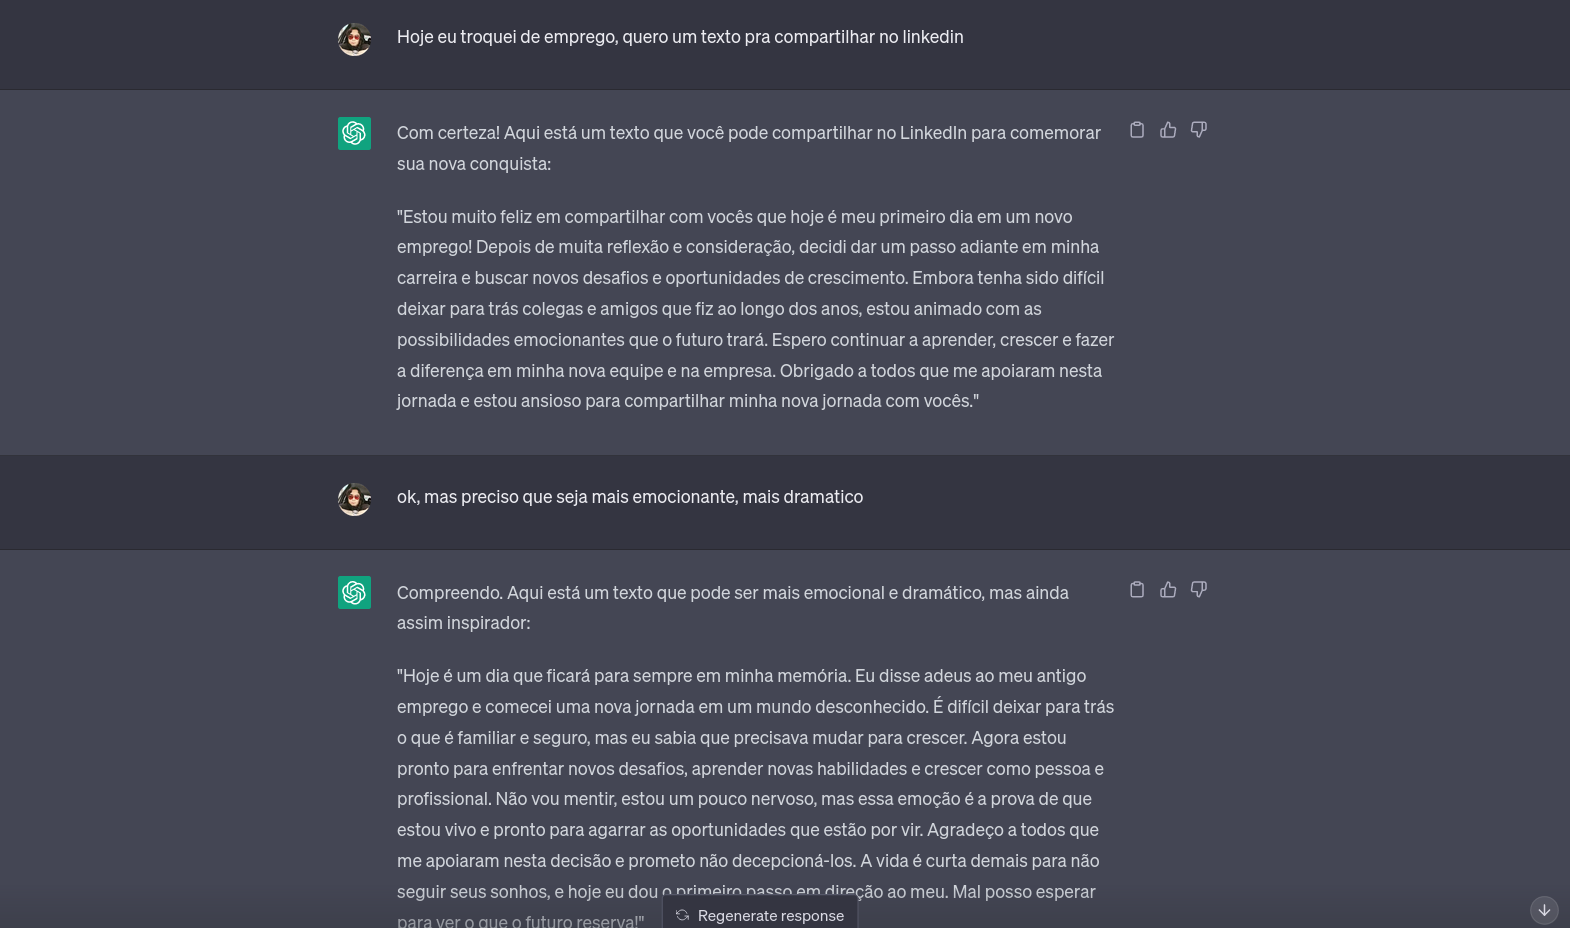 Hoje eu troquei de emprego, quero um texto pra compartilhar no linkedin
Com certeza! Aqui está um texto que você pode compartilhar no LinkedIn para comemorar
sua nova conquista:
"Estou muito feliz em compartilhar com vocês que hoje é meu primeiro dia em um novo
emprego! Depois de muita reflexão e consideração, decidi dar um passo adiante em minha
carreira e buscar novos desafios e oportunidades de crescimento. Embora tenha sido difícil
deixar para trás colegas e amigos que fiz ao longo dos anos, estou animado com as
possibilidades emocionantes que o futuro trará. Espero continuar a aprender, crescer e fazer
a diferença em minha nova equipe e na empresa. Obrigado a todos que me apoiaram nesta
jornada e estou ansioso para compartilhar minha nova jornada com vocês."
ok, mas preciso que seja mais emocionante, mais dramatico
Compreendo. Aqui está um texto que pode ser mais emocional e dramático, mas ainda
assim inspirador:
"Hoje é um dia que ficará para sempre em minha memória. Eu disse adeus ao meu antigo
emprego e comecei uma nova jornada em um mundo desconhecido. É difícil deixar para trás
o que é familiar e seguro, mas eu sabia que precisava mudar para crescer. Agora estou
pronto para enfrentar novos desafios, aprender novas habilidades e crescer como pessoa e
profissional. Não vou mentir, estou um pouco nervoso, mas essa emoção é a prova de que
estou vivo e pronto para agarrar as oportunidades que estão por vir. Agradeço a todos que
me apoiaram nesta decisão e prometo não decepcioná-los. A vida é curta demais para não
seguir seus sonhos, e hoje eu dou o primeiro passo em direção ao meu. Mal posso esperar
para ver o que o futuro reserva!"
Regenerate response